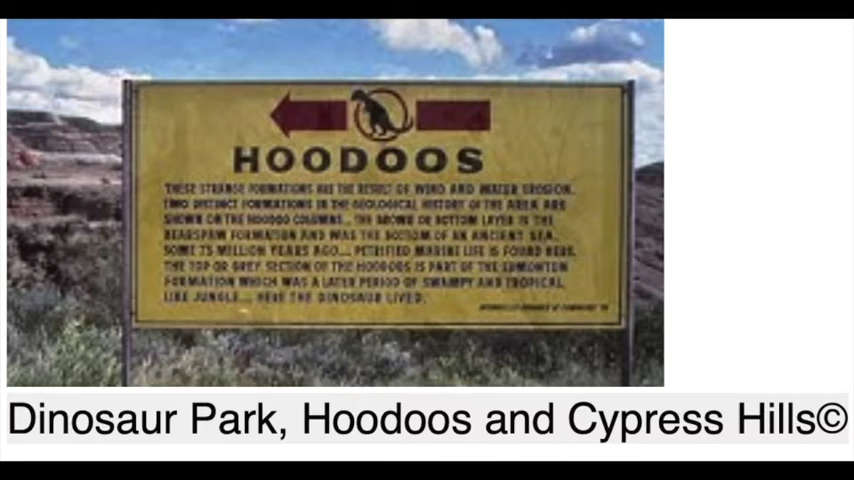 HOODOOS
THESE STRANGE FORMATIONS ARE THE RESULT OF WIND AND WATER EROSION.
TWO DISTINCT FORMATIONS IN THE GEOLOGICAL HISTORY OF THE AREA ARE
SHOWN ON THE HOODOO COLUMNS... THE BROWN OR BOTTOM LAYER IS THE
BEARSPAW FORMATION AND WAS THE BOTTOM OF AN ANCIENT SEA
SOME 75 MILLION YEARS AGO.... PETRIFIED MARINE LIFE IS FOUND HERE.
THE TOP OR GREY SECTION OF THE HOODOOS IS PART OF THE EDMONTON
FORMATION WHICH WAS A LATER PERIOD OF SWAMPY AND TROPICAL
LIKE JUNGLE.... HERE THE DINOSAUR LIVED.
Dinosaur Park, Hoodoos and Cypress Hills©